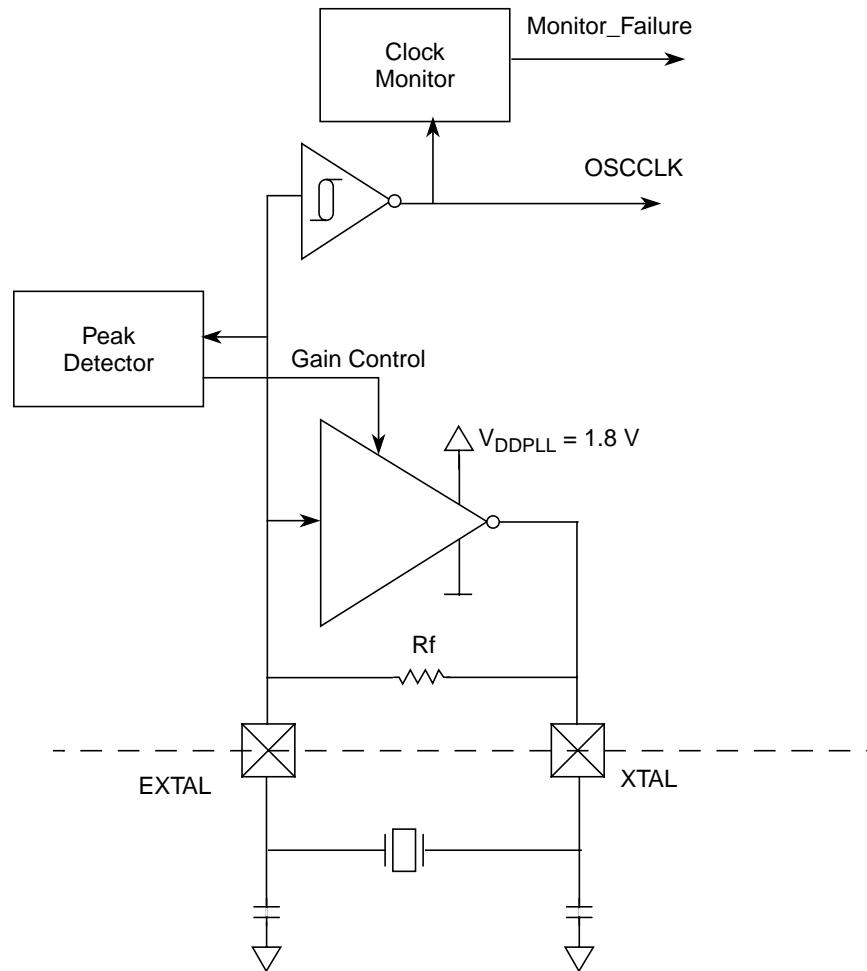 Monitor_Failure
Clock
Monitor
OSCCLK
Peak
Detector
Gain Control
VDDPLL = 1.8 V
Rf
EXTAL
XTAL